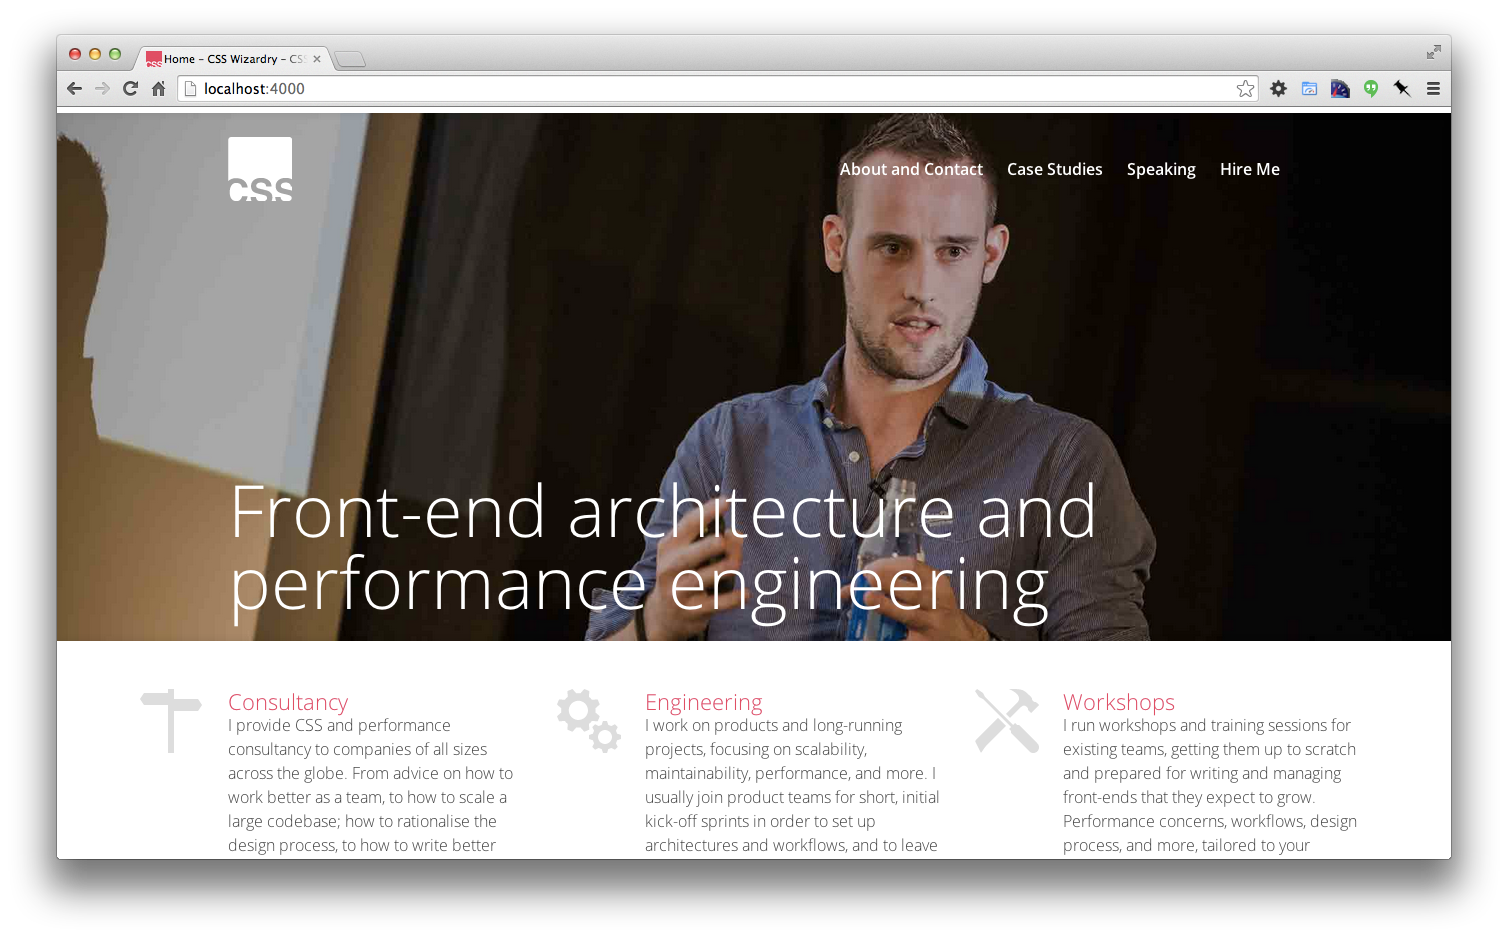 Home – CSS Wizardry – CSS
localhost:4000
CSS
About and Contact Case Studies Speaking Hire Me
Front-end architecture and
performance engineering
Consultancy
I provide CSS and performance
consultancy to companies of all sizes
across the globe. From advice on how to
work better as a team, to how to scale a
large codebase; how to rationalise the
design process, to how to write better
Engineering
I work on products and long-running
projects, focusing on scalability,
maintainability, performance, and more. I
usually join product teams for short, initial
kick-off sprints in order to set up
architectures and workflows, and to leave
Workshops
I run workshops and training sessions for
existing teams, getting them up to scratch
and prepared for writing and managing
front-ends that they expect to grow.
Performance concerns, workflows, design
process, and more, tailored to your